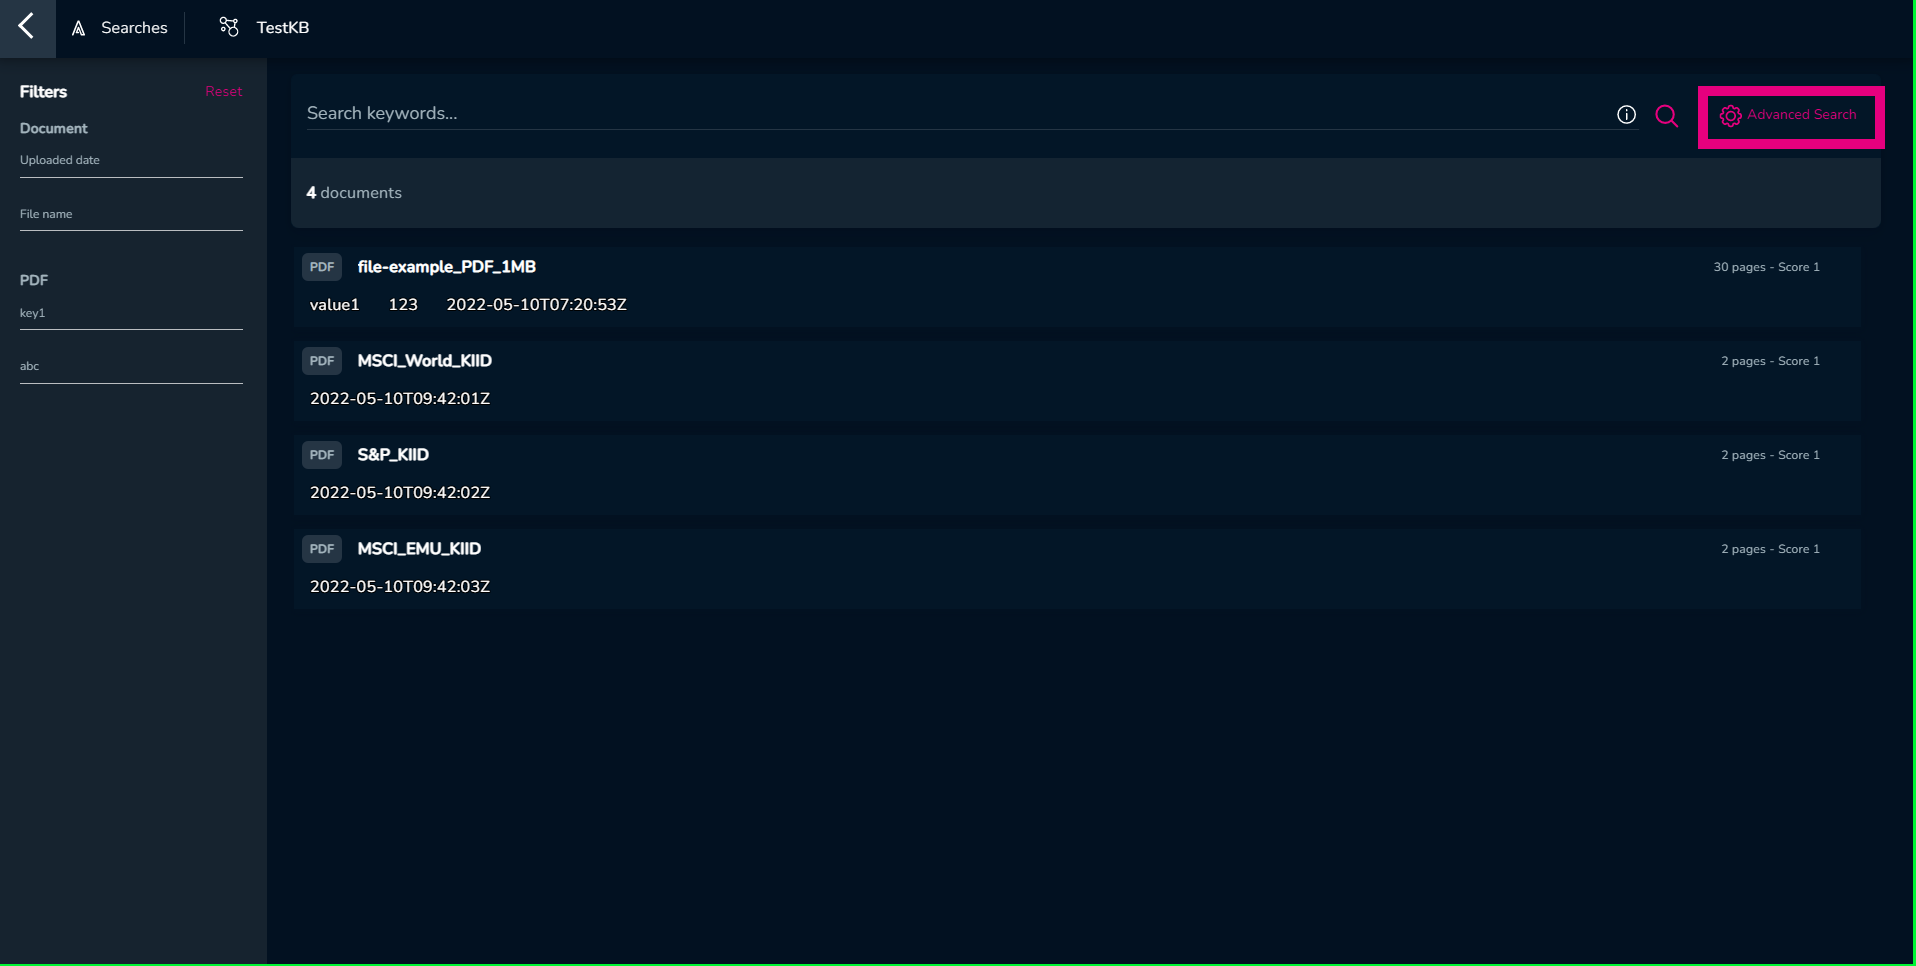 Searches TestKB
Filters Reset
Document
Uploaded date
File name
PDF
key1
abc
Search keywords... Advanced Search
4 documents
PDF file-example_PDF_1MB 30 pages - Score 1
value1 123 2022-05-10T07:20:53Z
PDF MSCI_World_KIID 2 pages - Score 1
2022-05-10T09:42:01Z
PDF S&P_KIID 2 pages - Score 1
2022-05-10T09:42:02Z
PDF MSCI_EMU_KIID 2 pages - Score 1
2022-05-10T09:42:03Z